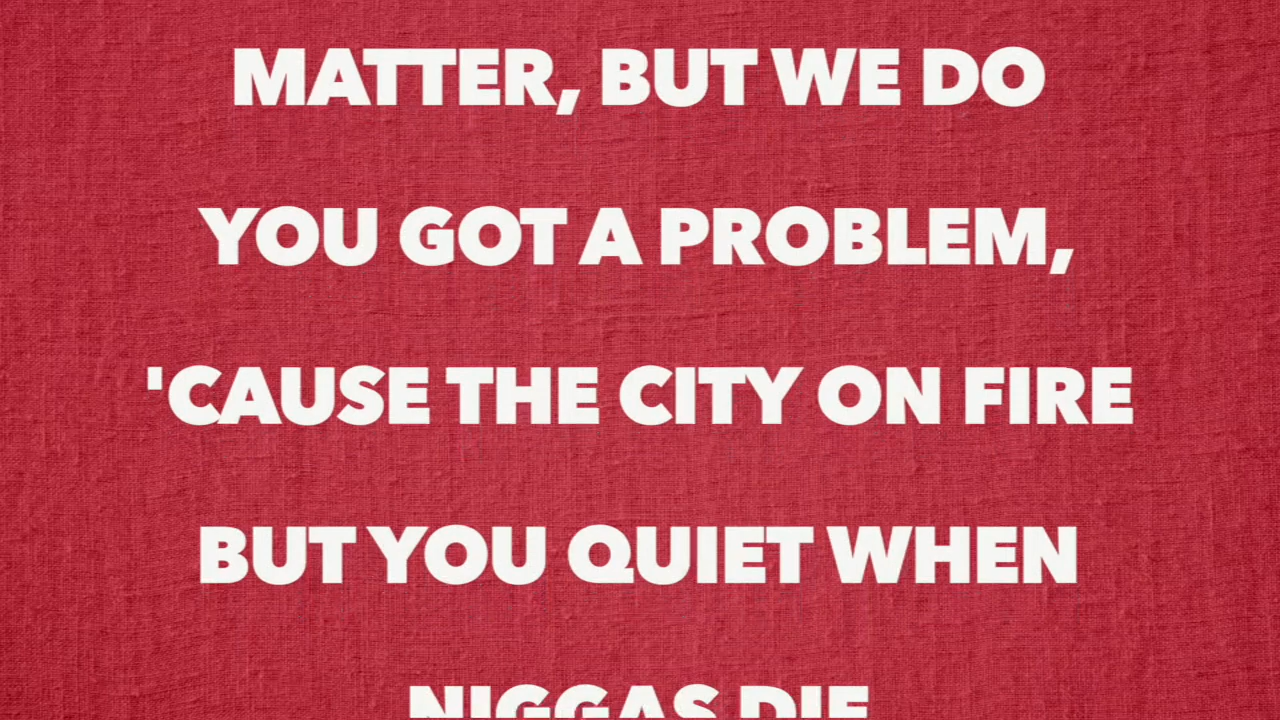 MATTER, BUT WE DO
YOU GOT A PROBLEM,
'CAUSE THE CITY ON FIRE
BUT YOU QUIET WHEN
NIGGAS DIE